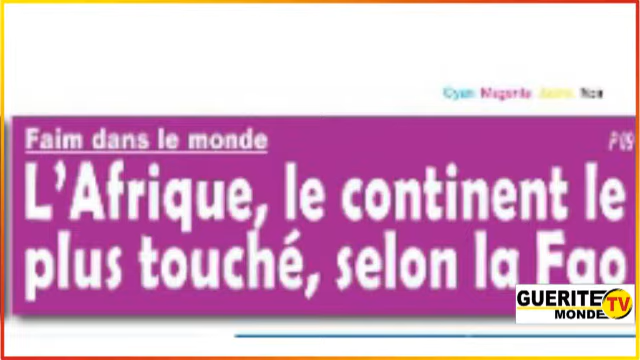 Cyan Magenta Jaune Noir
Faim dans le monde P 09
L'Afrique, le continent le
plus touché, selon la Fao
GUERITE TV
MONDE